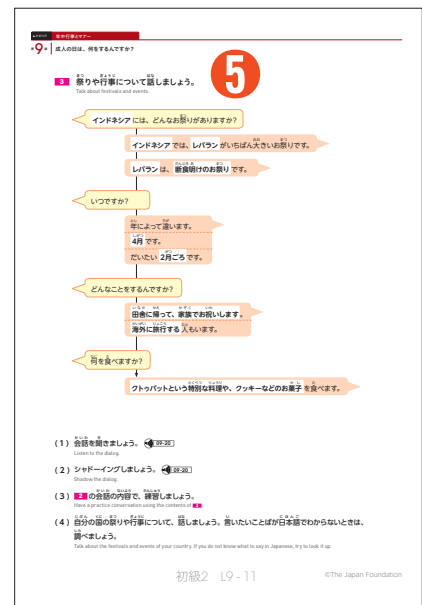 トピック 年中行事とマナー
第9課 成人の日は、何をするんですか?
5
3 祭りや行事について話しましょう。
Talk about festivals and events.
インドネシア には、どんなお祭りがありますか?
インドネシア では、レバラン がいちばん大きいお祭りです。
レバラン は、断食明けのお祭り です。
いつですか?
年によって違います。
4月 です。
だいたい 2月ごろ です。
どんなことをするんですか?
田舎に帰って、家族でお祝いします 。
海外に旅行する 人もいます。
何を食べますか?
クトゥパットという特別な料理や、クッキーなどのお菓子 を食べます。
(1) 会話を聞きましょう。 09-20
Listen to the dialog.
(2) シャドーイングしましょう。 09-20
Shadow the dialog.
(3) 2 の会話の内容で、練習しましょう。
Have a practice conversation using the contents of 2
(4) 自分の国の祭りや行事について、話しましょう。言いたいことばが日本語でわからないときは、
調べましょう。
Talk about the festivals and events of your country. If you do not know what to say in Japanese, try to look it up.
初級2 L9 - 11
©The Japan Foundation